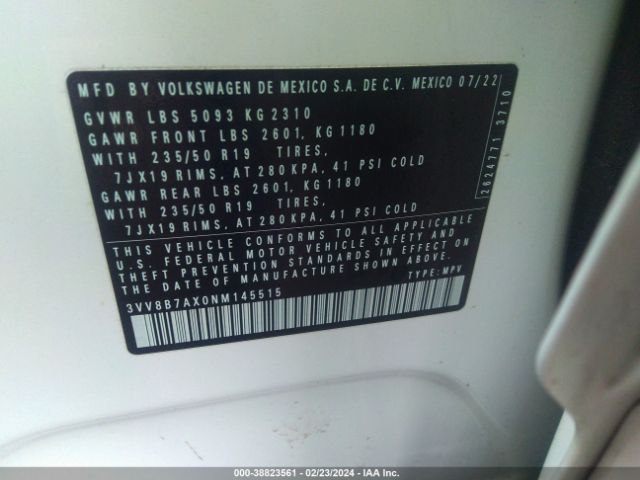 MFD BY VOLKSWAGEN DE MEXICO S.A. DE C.V. MEXICO 07/22
GVWR LBS 5093 KG 2310
GAWR FRONT LBS 2601, KG 1180
WITH 235/50 R19 TIRES,
7JX19 RIMS, AT 280 KPA, 41 PSI COLD
GAWR REAR LBS 2601, KG 1180
WITH 235/50 R19 TIRES,
7JX19 RIMS, AT 280 KPA, 41 PSI COLD
THIS VEHICLE CONFORMS TO ALL APPLICABLE
U.S. FEDERAL MOTOR VEHICLE SAFETY AND
THEFT PREVENTION STANDARDS IN EFFECT ON
THE DATE OF MANUFACTURE SHOWN ABOVE.
3VV8B7AX0NM145515 TYPE: MPV
2624771 3710
000-38823561 - 02/23/2024 - IAA Inc.